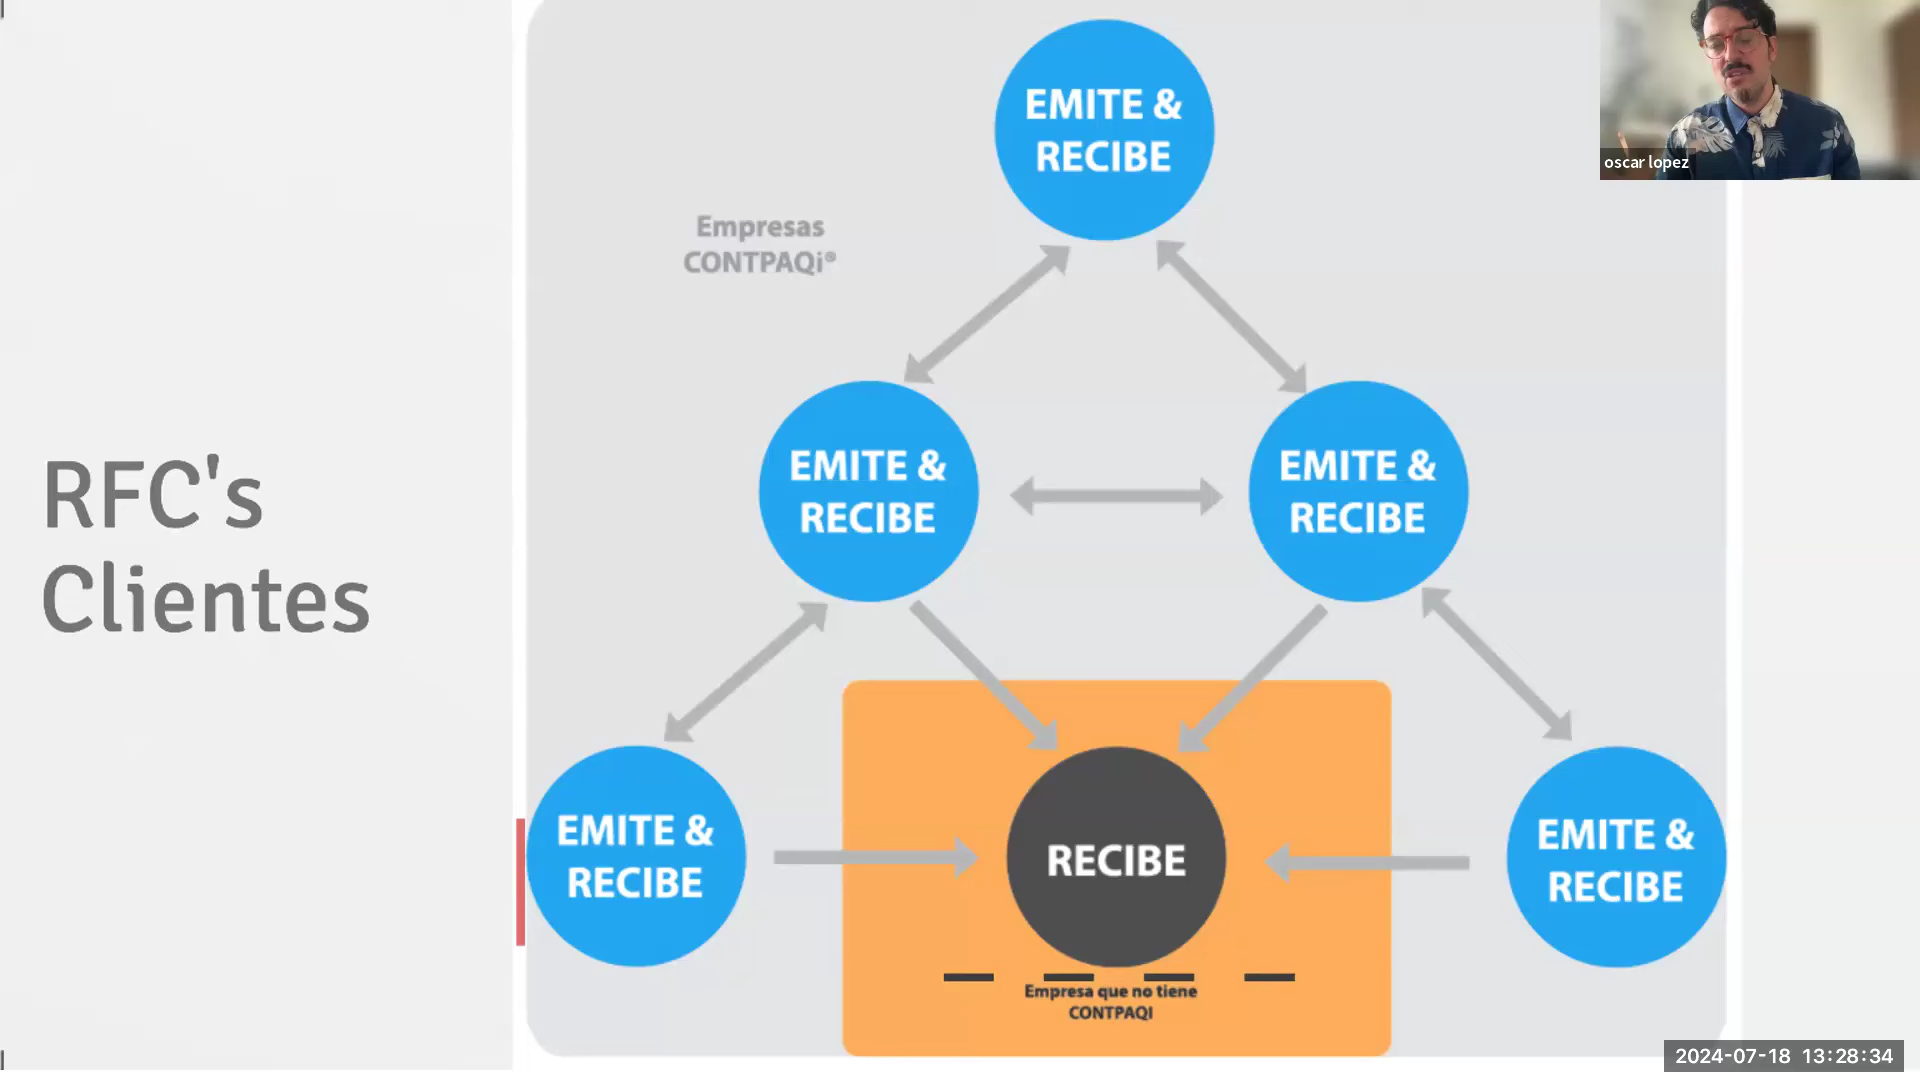 EMITE &
RECIBE
oscar lopez
Empresas
CONTPAQi®
EMITE &
RECIBE
EMITE &
RECIBE
RFC's
Clientes
EMITE &
RECIBE
RECIBE
EMITE &
RECIBE
Empresa que no tiene
CONTPAQI
2024-07-18 13:28:34